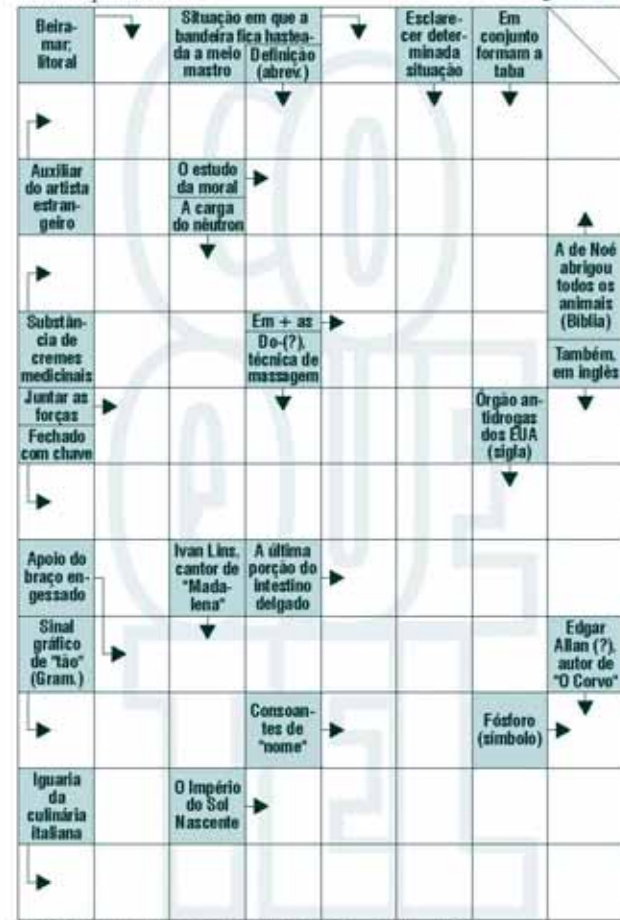 Beira-
mar;
litoral
Situação em que a
bandeira fica hastea-
da a meio
mastro
Definição
(abrev.)
Esclare-
cer deter-
minada
situação
Em
conjunto
formam a
taba
Auxiliar
do artista
estran-
geiro
O estudo
da moral
A carga
do nêutron
A de Noé
abrigou
todos os
animais
(Bíblia)
Também,
em inglês
Substân-
cia de
cremes
medicinais
Em + as
Do-(?),
técnica de
massagem
Juntar as
forças
Fechado
com chave
Órgão an-
tidrogas
dos EUA
(sigla)
Apoio do
braço en-
gessado
Ivan Lins,
cantor de
"Mada-
lena"
A última
porção do
intestino
delgado
Sinal
gráfico
de "tão"
(Gram.)
Edgar
Allan (?),
autor de
"O Corvo"
Consoan-
tes de
"nome"
Fósforo
(símbolo)
Iguaria
da
culinária
italiana
O Império
do Sol
Nascente
COQUETEL